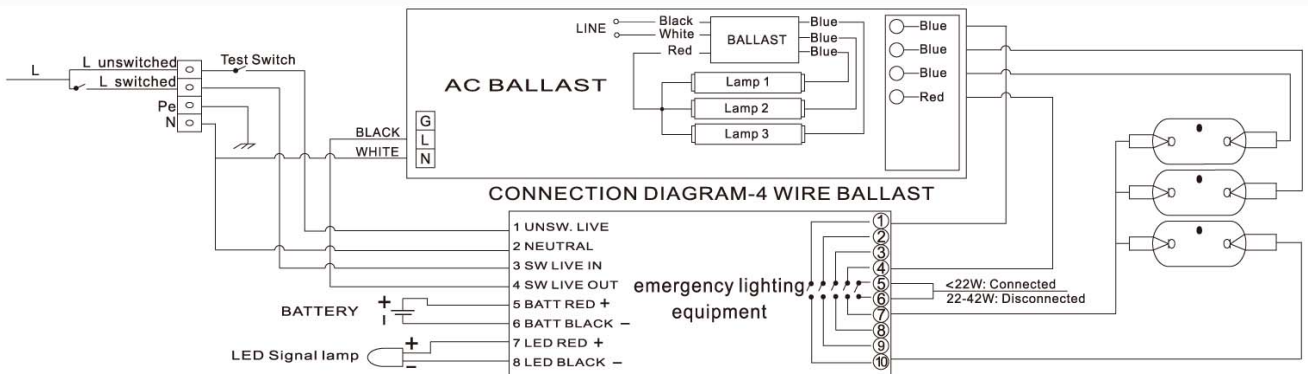 L
L unswitched
L switched
Pe
N
Test Switch
BLACK
WHITE
G
L
N
AC BALLAST
LINE
Black
White
Red
BALLAST
Blue
Blue
Blue
Lamp 1
Lamp 2
Lamp 3
Blue
Blue
Blue
Red
CONNECTION DIAGRAM-4 WIRE BALLAST
1 UNSW. LIVE
2 NEUTRAL
3 SW LIVE IN
4 SW LIVE OUT
5 BATT RED +
6 BATT BLACK –
7 LED RED +
8 LED BLACK –
BATTERY
+
–
LED Signal lamp
+
–
emergency lighting
equipment
1
2
3
4
5
6
7
8
9
10
<22W: Connected
22-42W: Disconnected